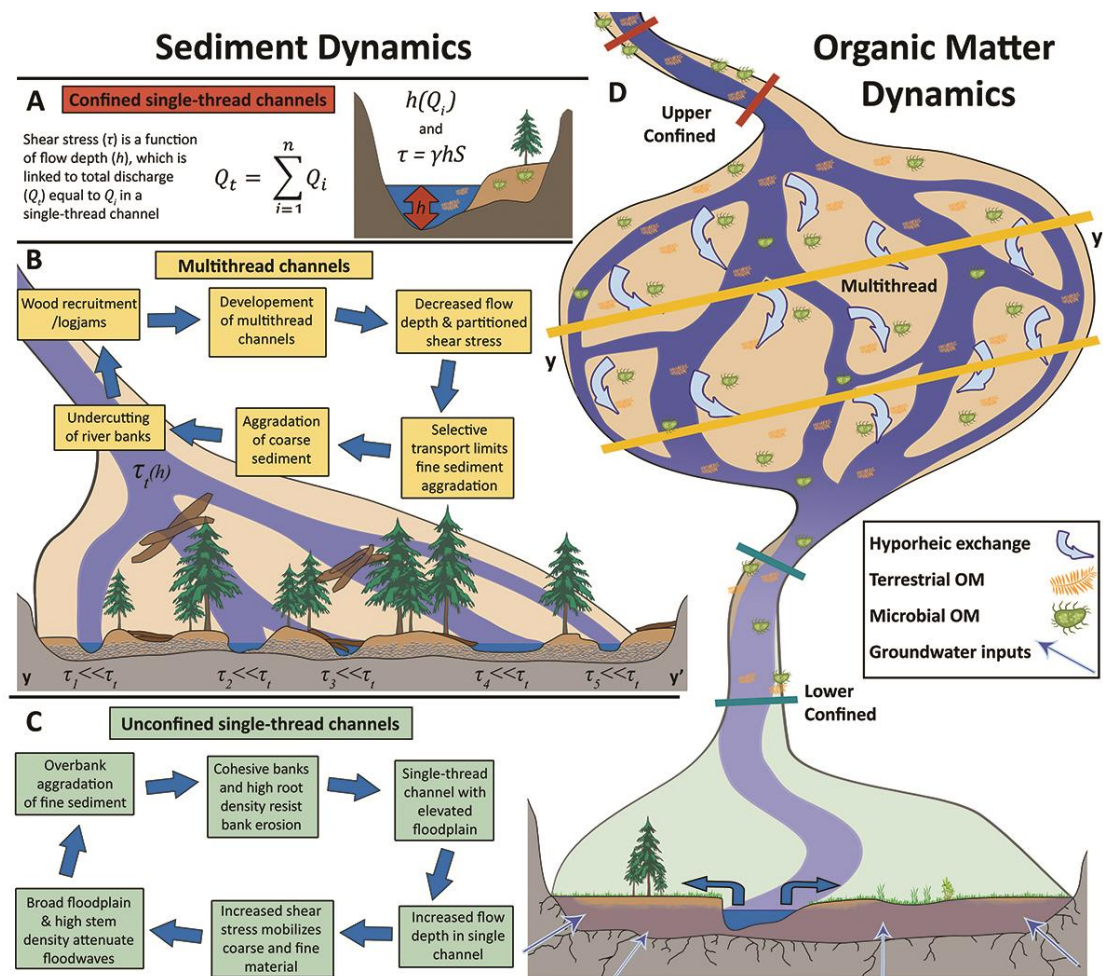 Sediment Dynamics
A
Confined single-thread channels
Shear stress (τ) is a function
of flow depth (h), which is
linked to total discharge
(Qt) equal to Qi in a
single-thread channel
Qt = ∑ Qi
n
i=1
h(Qi)
and
τ = γhS
h
B
Multithread channels
Wood recruitment
/logjams
Developement
of multithread
channels
Decreased flow
depth & partitioned
shear stress
Selective
transport limits
fine sediment
aggradation
Aggradation
of coarse
sediment
Undercutting
of river banks
τt(h)
y
τ1<<τt
τ2<<τt
τ3<<τt
τ4<<τt
τ5<<τt
y'
C
Unconfined single-thread channels
Overbank
aggradation
of fine sediment
Cohesive banks
and high root
density resist
bank erosion
Single-thread
channel with
elevated
floodplain
Increased flow
depth in single
channel
Increased shear
stress mobilizes
coarse and fine
material
Broad floodplain
& high stem
density attenuate
floodwaves
Organic Matter
Dynamics
D
Upper
Confined
Multithread
y'
y
Hyporheic exchange
Terrestrial OM
Microbial OM
Groundwater inputs
Lower
Confined